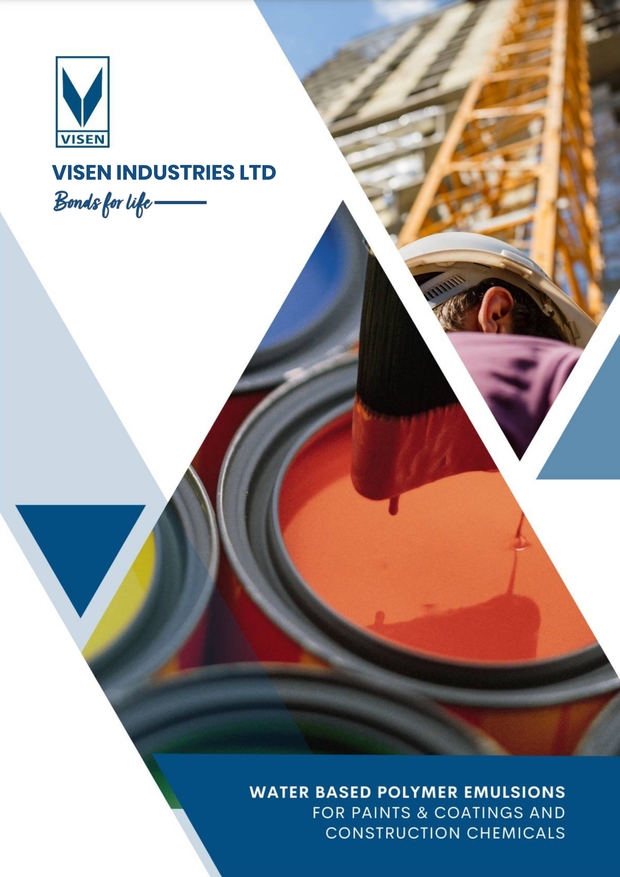 VISEN
VISEN INDUSTRIES LTD
Bonds for life
WATER BASED POLYMER EMULSIONS
FOR PAINTS & COATINGS AND
CONSTRUCTION CHEMICALS